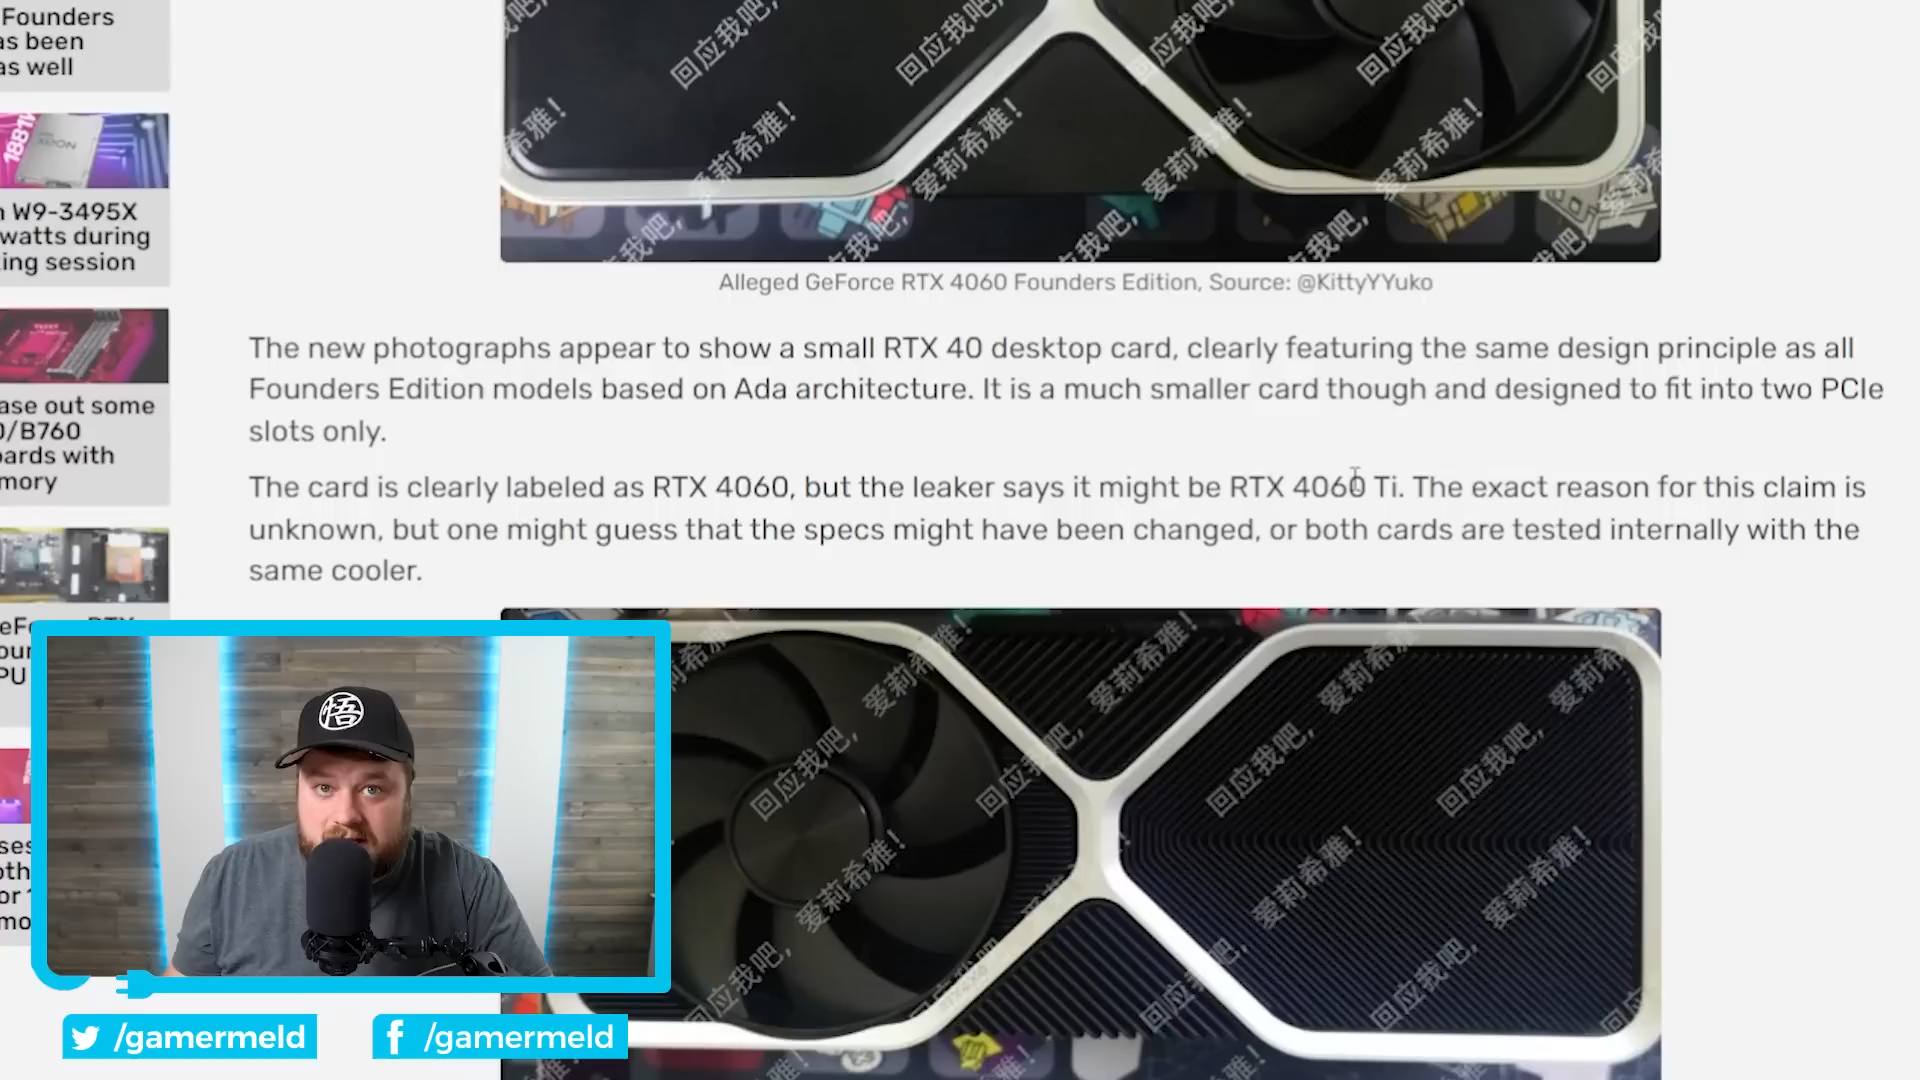 Founders
as been
as well
1881
XEON
W9-3495X
watts during
ing session
ase out some
0/B760
oards with
mory
Alleged GeForce RTX 4060 Founders Edition, Source: @KittyYYuko
The new photographs appear to show a small RTX 40 desktop card, clearly featuring the same design principle as all
Founders Edition models based on Ada architecture. It is a much smaller card though and designed to fit into two PCIe
slots only.
The card is clearly labeled as RTX 4060, but the leaker says it might be RTX 4060 Ti. The exact reason for this claim is
unknown, but one might guess that the specs might have been changed, or both cards are tested internally with the
same cooler.
回应我吧，
爱莉希雅！
悟
/gamermeld
/gamermeld